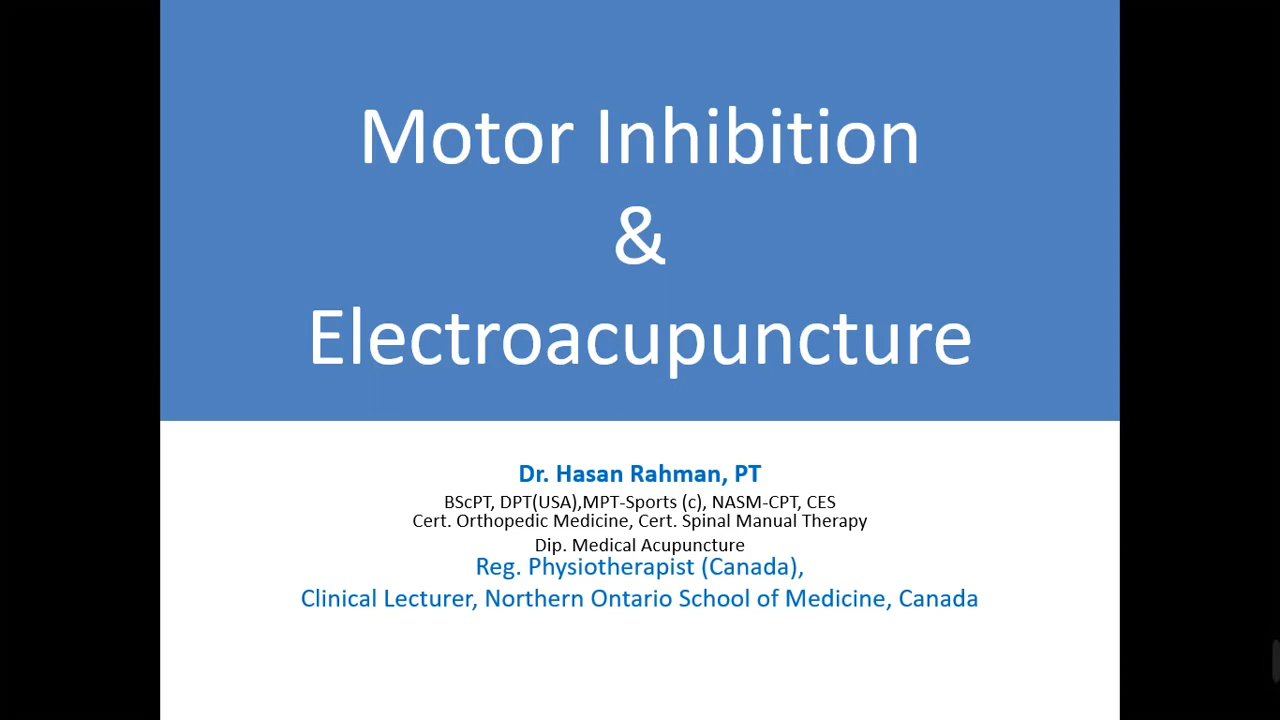 Motor Inhibition
&
Electroacupuncture
Dr. Hasan Rahman, PT
BScPT, DPT(USA),MPT-Sports (c), NASM-CPT, CES
Cert. Orthopedic Medicine, Cert. Spinal Manual Therapy
Dip. Medical Acupuncture
Reg. Physiotherapist (Canada),
Clinical Lecturer, Northern Ontario School of Medicine, Canada